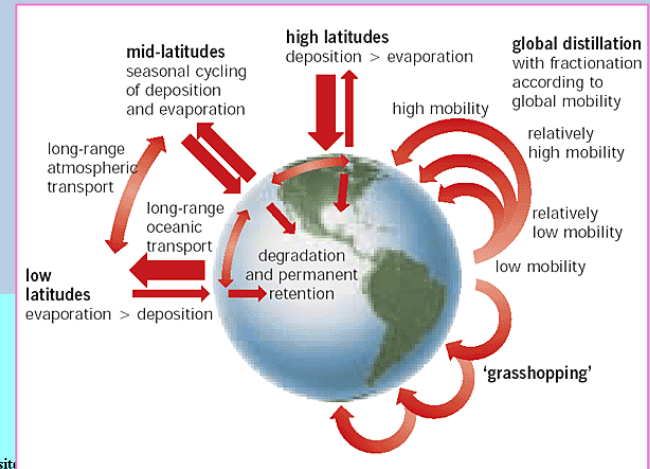 high latitudes
deposition > evaporation
mid-latitudes
seasonal cycling
of deposition
and evaporation
global distillation
with fractionation
according to
global mobility
high mobility
relatively
high mobility
long-range
atmospheric
transport
long-range
oceanic
transport
relatively
low mobility
low mobility
degradation
and permanent
retention
low
latitudes
evaporation > deposition
'grasshopping'